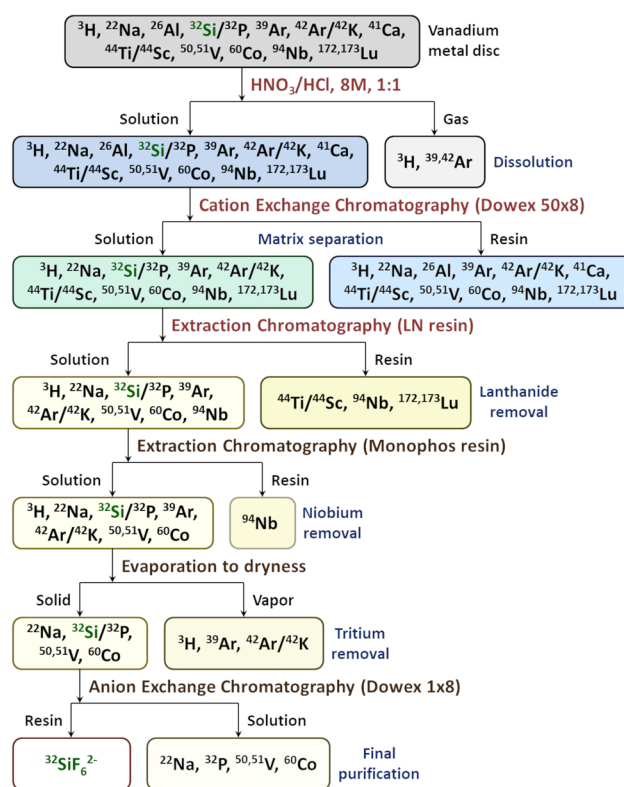 ³H, ²²Na, ²⁶Al, ³²Si/³²P, ³⁹Ar, ⁴²Ar/⁴²K, ⁴¹Ca,
⁴⁴Ti/⁴⁴Sc, ⁵⁰,⁵¹V, ⁶⁰Co, ⁹⁴Nb, ¹⁷²,¹⁷³Lu
Vanadium
metal disc
HNO₃/HCl, 8M, 1:1
Solution
Gas
³H, ²²Na, ²⁶Al, ³²Si/³²P, ³⁹Ar, ⁴²Ar/⁴²K, ⁴¹Ca,
⁴⁴Ti/⁴⁴Sc, ⁵⁰,⁵¹V, ⁶⁰Co, ⁹⁴Nb, ¹⁷²,¹⁷³Lu
³H, ³⁹,⁴²Ar
Dissolution
Cation Exchange Chromatography (Dowex 50x8)
Solution
Matrix separation
Resin
³H, ²²Na, ³²Si/³²P, ³⁹Ar, ⁴²Ar/⁴²K,
⁴⁴Ti/⁴⁴Sc, ⁵⁰,⁵¹V, ⁶⁰Co, ⁹⁴Nb, ¹⁷²,¹⁷³Lu
³H, ²²Na, ²⁶Al, ³⁹Ar, ⁴²Ar/⁴²K, ⁴¹Ca,
⁴⁴Ti/⁴⁴Sc, ⁵⁰,⁵¹V, ⁶⁰Co, ⁹⁴Nb, ¹⁷²,¹⁷³Lu
Extraction Chromatography (LN resin)
Solution
Resin
³H, ²²Na, ³²Si/³²P, ³⁹Ar,
⁴²Ar/⁴²K, ⁵⁰,⁵¹V, ⁶⁰Co, ⁹⁴Nb
⁴⁴Ti/⁴⁴Sc, ⁹⁴Nb, ¹⁷²,¹⁷³Lu
Lanthanide
removal
Extraction Chromatography (Monophos resin)
Solution
Resin
³H, ²²Na, ³²Si/³²P, ³⁹Ar,
⁴²Ar/⁴²K, ⁵⁰,⁵¹V, ⁶⁰Co
⁹⁴Nb
Niobium
removal
Evaporation to dryness
Solid
Vapor
²²Na, ³²Si/³²P,
⁵⁰,⁵¹V, ⁶⁰Co
³H, ³⁹Ar, ⁴²Ar/⁴²K
Tritium
removal
Anion Exchange Chromatography (Dowex 1x8)
Resin
Solution
³²SiF₆²⁻
²²Na, ³²P, ⁵⁰,⁵¹V, ⁶⁰Co
Final
purification